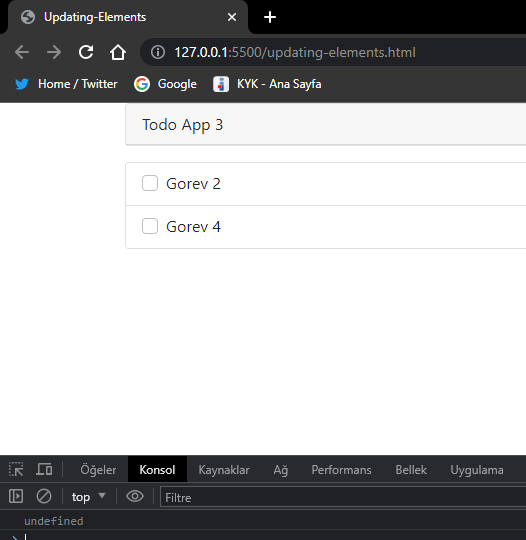 Updating-Elements
127.0.0.1:5500/updating-elements.html
Home / Twitter Google KYK - Ana Sayfa
Todo App 3
Gorev 2
Gorev 4
Öğeler Konsol Kaynaklar Ağ Performans Bellek Uygulama
top Filtre
undefined